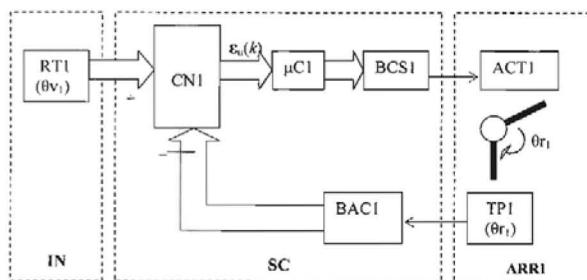 RT1
(θv₁)
CN1
εᵤ(k)
μC1
BCS1
ACT1
θr₁
BAC1
TP1
(θr₁)
IN
SC
ARR1